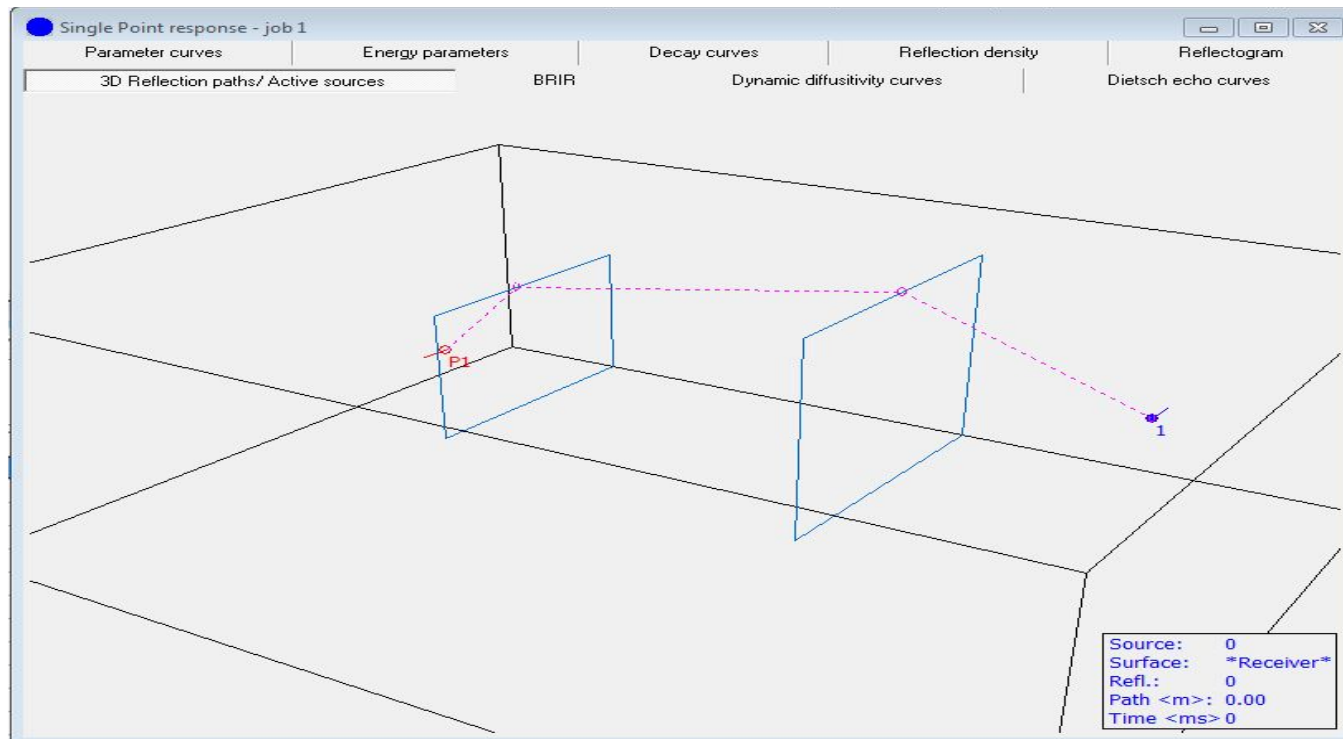 Single Point response - job 1
Parameter curves Energy parameters Decay curves Reflection density Reflectogram
3D Reflection paths/ Active sources BRIR Dynamic diffusitivity curves Dietsch echo curves
P1
1
Source: 0
Surface: *Receiver*
Refl.: 0
Path <m>: 0.00
Time <ms> 0